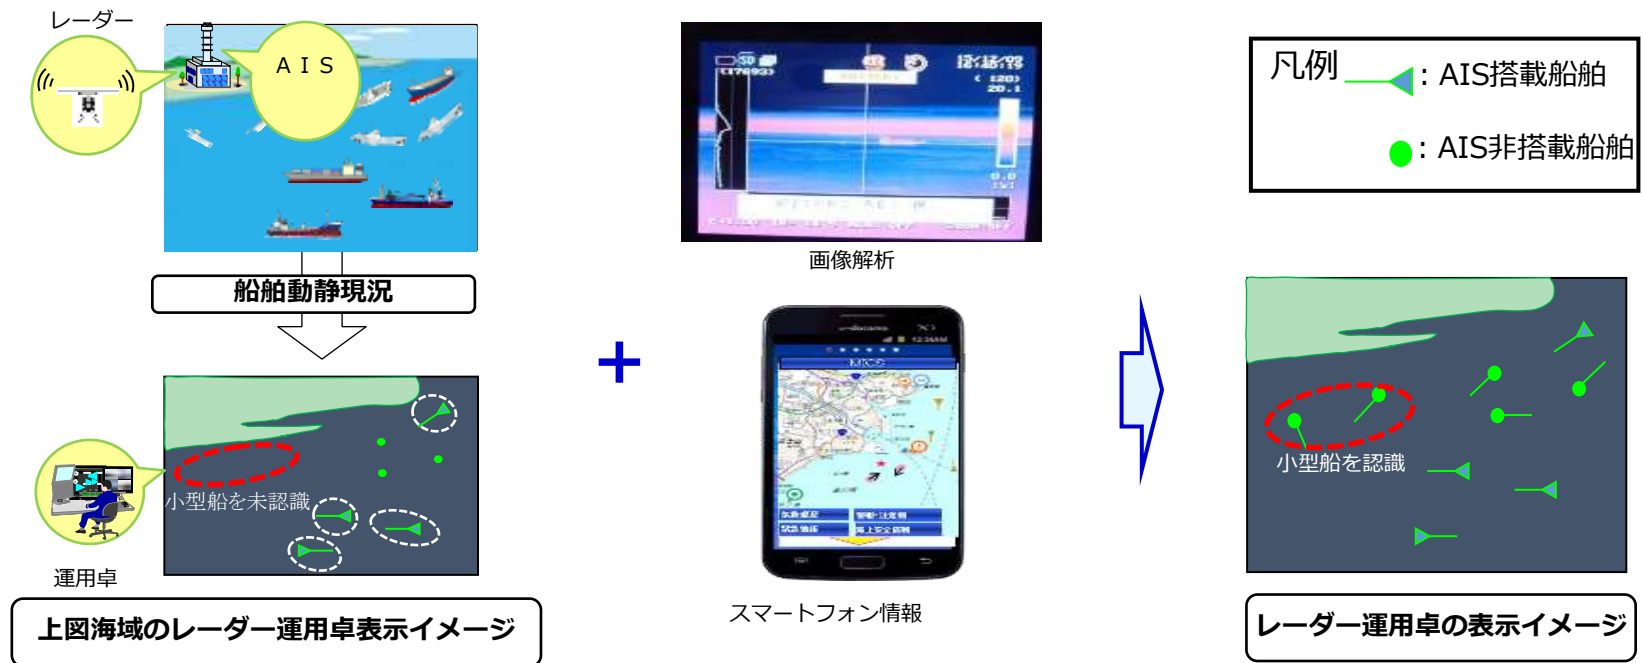 レーダー
ＡＩＳ
船舶動静現況
小型船を未認識
運用卓
上図海域のレーダー運用卓表示イメージ
＋
画像解析
MICS
スマートフォン情報
凡例
：AIS搭載船舶
：AIS非搭載船舶
小型船を認識
レーダー運用卓の表示イメージ